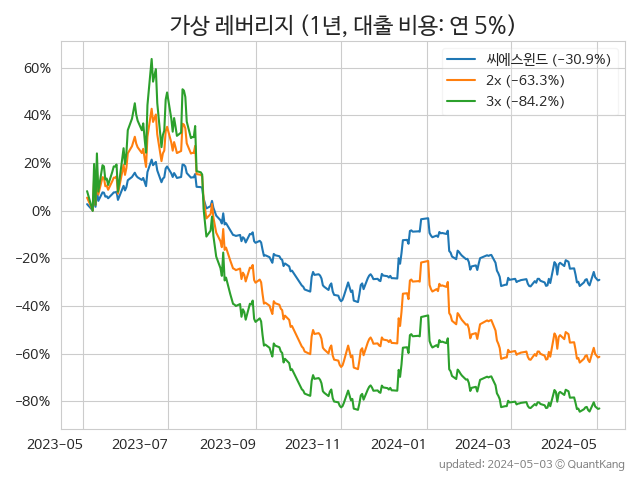 가상 레버리지 (1년, 대출 비용: 연 5%)
씨에스윈드 (−30.9%)
2x (−63.3%)
3x (−84.2%)
60%
40%
20%
0%
−20%
−40%
−60%
−80%
2023-05 2023-07 2023-09 2023-11 2024-01 2024-03 2024-05
updated: 2024-05-03 ⓒ QuantKang